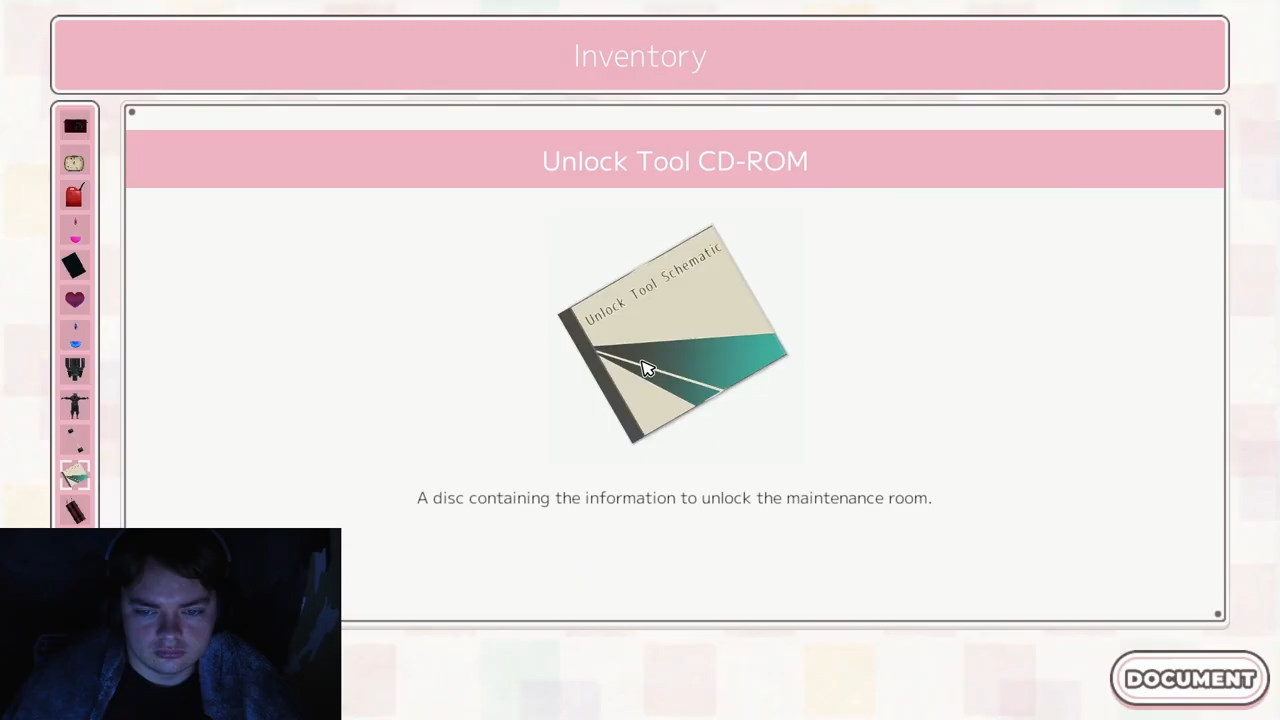 Inventory
Unlock Tool CD-ROM
Unlock Tool Schematic
A disc containing the information to unlock the maintenance room.
DOCUMENT